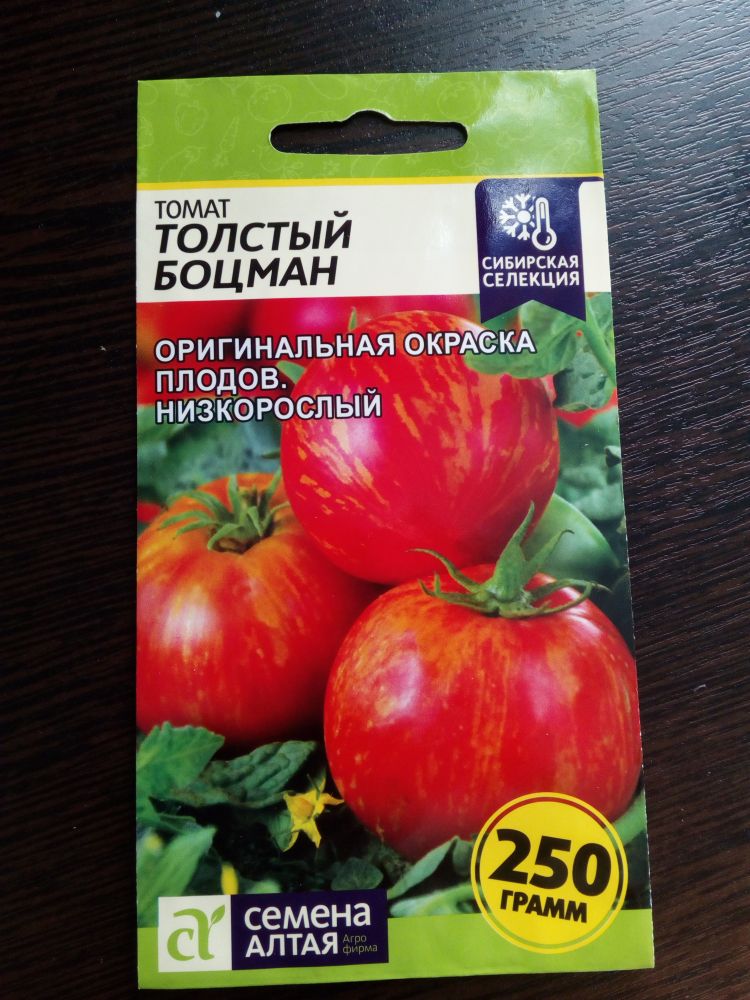 ТОМАТ
ТОЛСТЫЙ
БОЦМАН
СИБИРСКАЯ
СЕЛЕКЦИЯ
ОРИГИНАЛЬНАЯ ОКРАСКА
ПЛОДОВ.
НИЗКОРОСЛЫЙ
250
ГРАММ
семена
АЛТАЯ
Агро
фирма